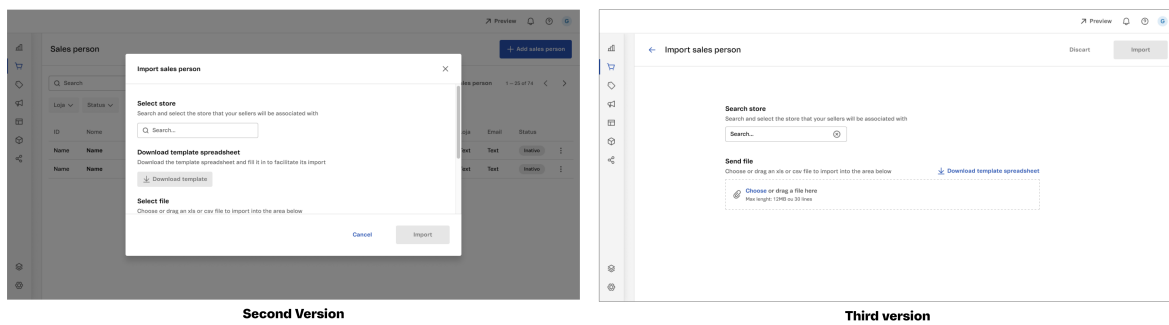 Preview
G
Sales person
+ Add sales person
Search
sales person
1 – 25 of 74
Loja
Status
ID
Nome
Loja
Email
Status
Name
Name
Text
Text
Inative
Name
Name
Text
Text
Inative
Import sales person
Select store
Search and select the store that your sellers will be associated with
Search...
Download template spreadsheet
Download the template spreadsheet and fill it in to facilitate its import
Download template
Select file
Choose or drag an xls or csv file to import into the area below
Cancel
Import
Second Version
Preview
G
Import sales person
Discart
Import
Search store
Search and select the store that your sellers will be associated with
Search...
Send file
Choose or drag an xls or csv file to import into the area below
Download template spreadsheet
Choose or drag a file here
Max lenght: 12MB ou 30 lines
Third version